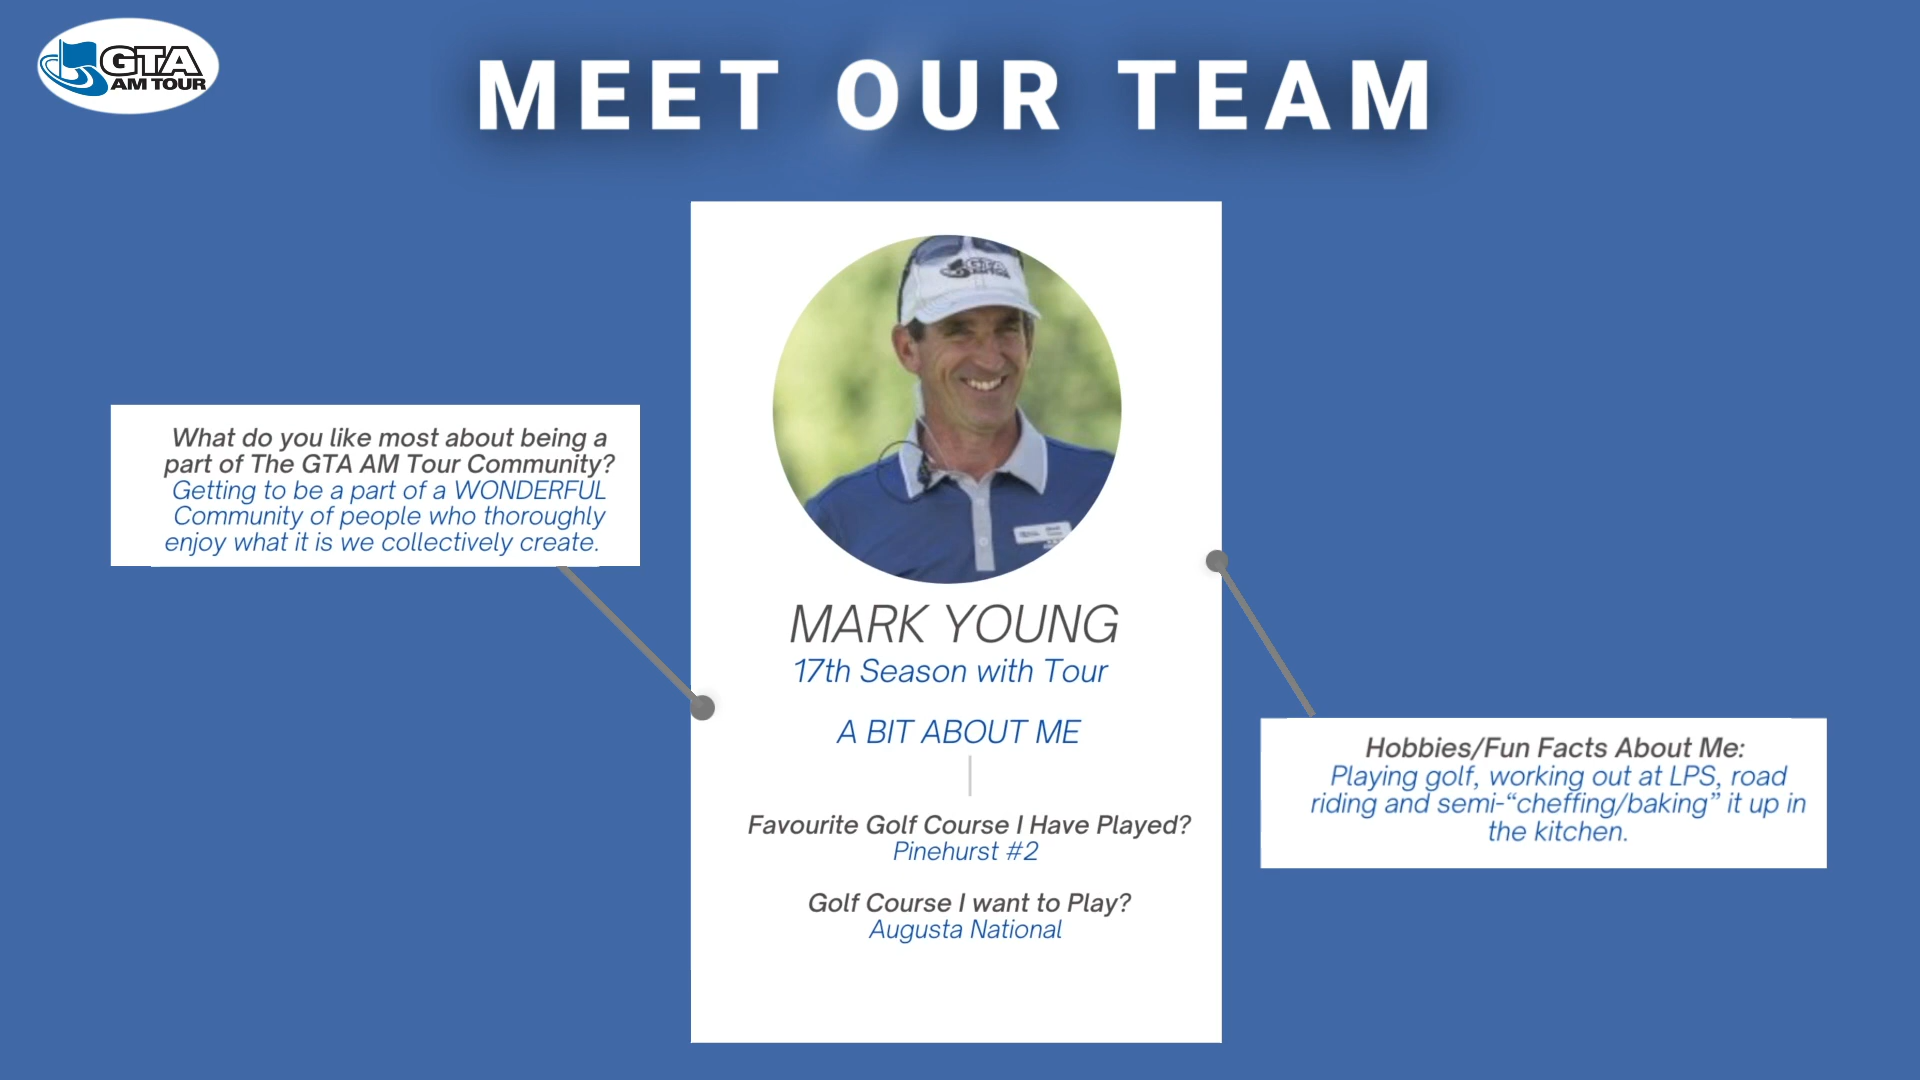 GTA
AM TOUR
MEET OUR TEAM
GTA
AM TOUR
What do you like most about being a
part of The GTA AM Tour Community?
Getting to be a part of a WONDERFUL
Community of people who thoroughly
enjoy what it is we collectively create.
MARK YOUNG
17th Season with Tour
A BIT ABOUT ME
Favourite Golf Course I Have Played?
Pinehurst #2
Golf Course I want to Play?
Augusta National
Hobbies/Fun Facts About Me:
Playing golf, working out at LPS, road
riding and semi-“cheffing/baking” it up in
the kitchen.